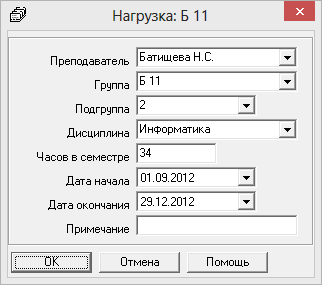 Нагрузка: Б 11
Преподаватель Батищева Н.С.
Группа Б 11
Подгруппа 2
Дисциплина Информатика
Часов в семестре 34
Дата начала 01.09.2012
Дата окончания 29.12.2012
Примечание
OK Отмена Помощь